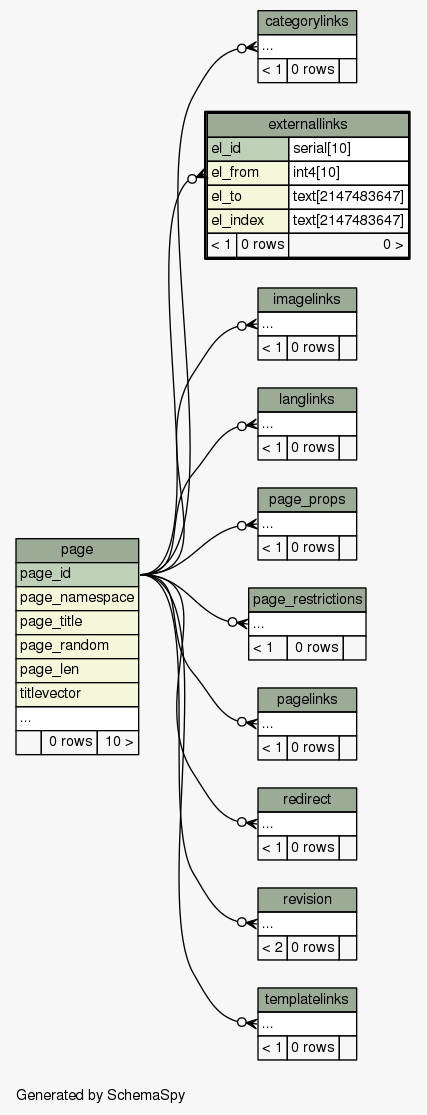 categorylinks
...
< 1 0 rows
externallinks
el_id serial[10]
el_from int4[10]
el_to text[2147483647]
el_index text[2147483647]
< 1 0 rows 0 >
imagelinks
...
< 1 0 rows
langlinks
...
< 1 0 rows
page_props
...
< 1 0 rows
page
page_id
page_namespace
page_title
page_random
page_len
titlevector
...
0 rows 10 >
page_restrictions
...
< 1 0 rows
pagelinks
...
< 1 0 rows
redirect
...
< 1 0 rows
revision
...
< 2 0 rows
templatelinks
...
< 1 0 rows
Generated by SchemaSpy